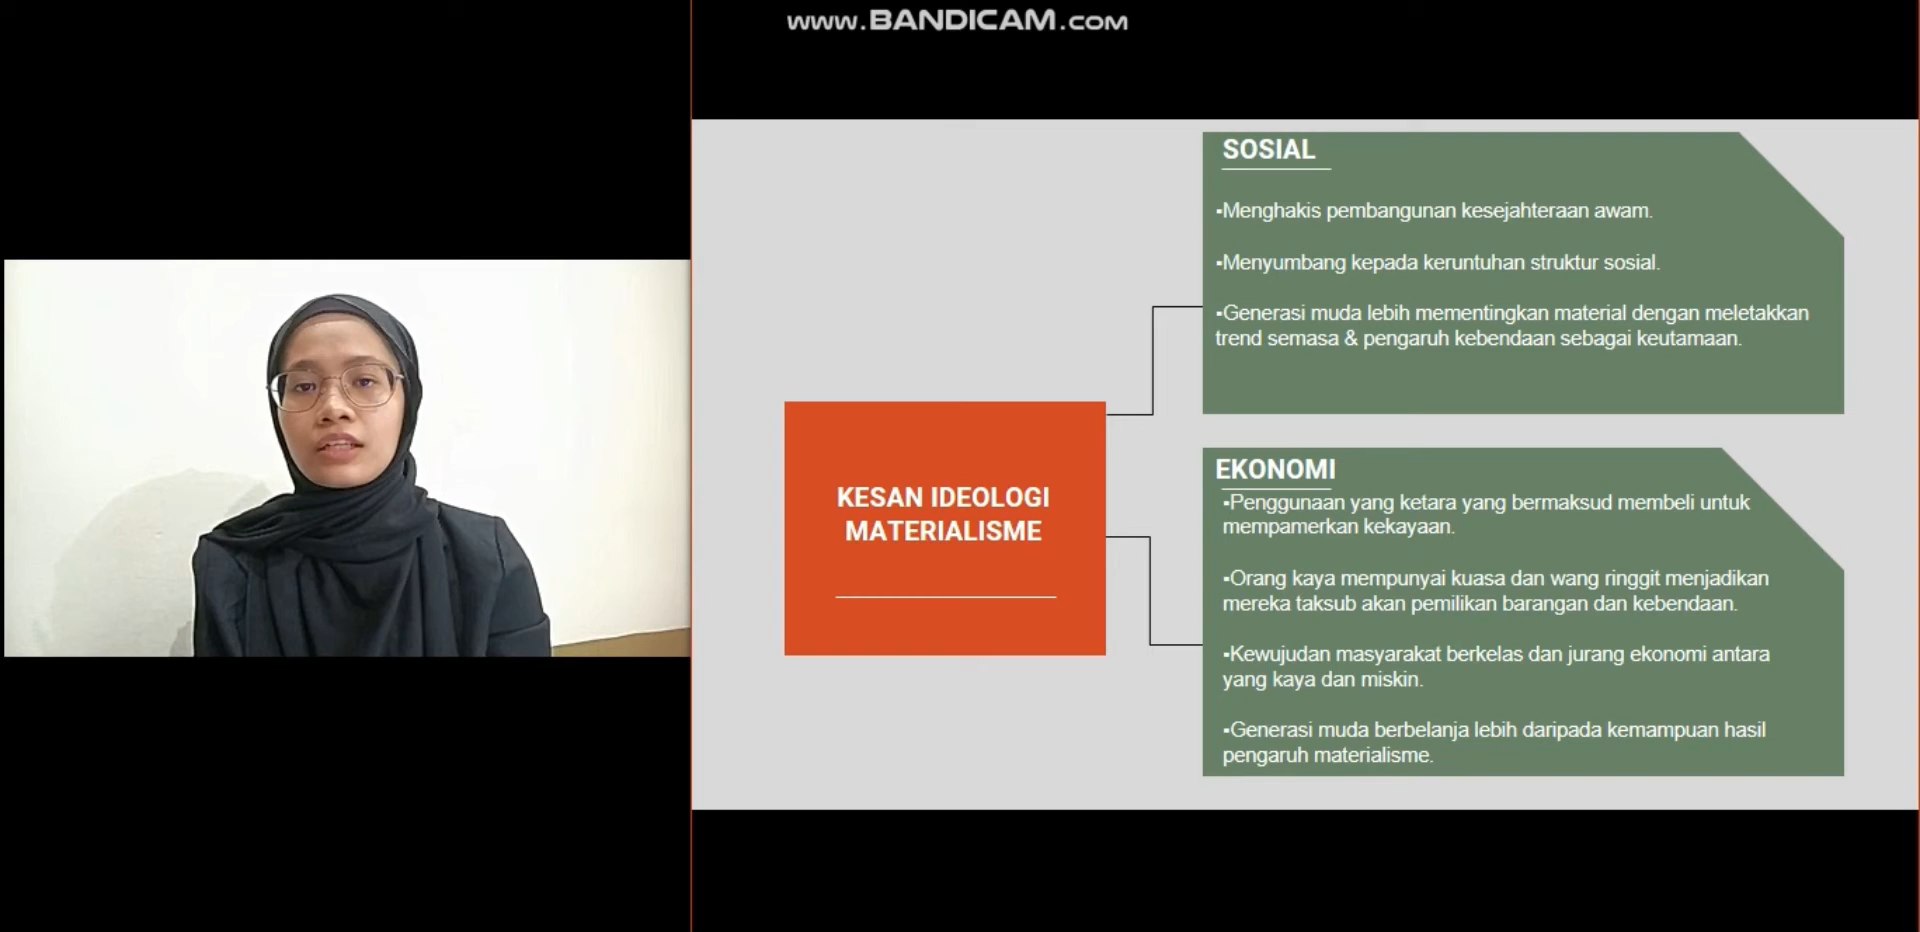 www.BANDICAM.com
SOSIAL
▪Menghakis pembangunan kesejahteraan awam.
▪Menyumbang kepada keruntuhan struktur sosial.
▪Generasi muda lebih mementingkan material dengan meletakkan
trend semasa & pengaruh kebendaan sebagai keutamaan.
KESAN IDEOLOGI
MATERIALISME
EKONOMI
▪Penggunaan yang ketara yang bermaksud membeli untuk
mempamerkan kekayaan.
▪Orang kaya mempunyai kuasa dan wang ringgit menjadikan
mereka taksub akan pemilikan barangan dan kebendaan.
▪Kewujudan masyarakat berkelas dan jurang ekonomi antara
yang kaya dan miskin.
▪Generasi muda berbelanja lebih daripada kemampuan hasil
pengaruh materialisme.